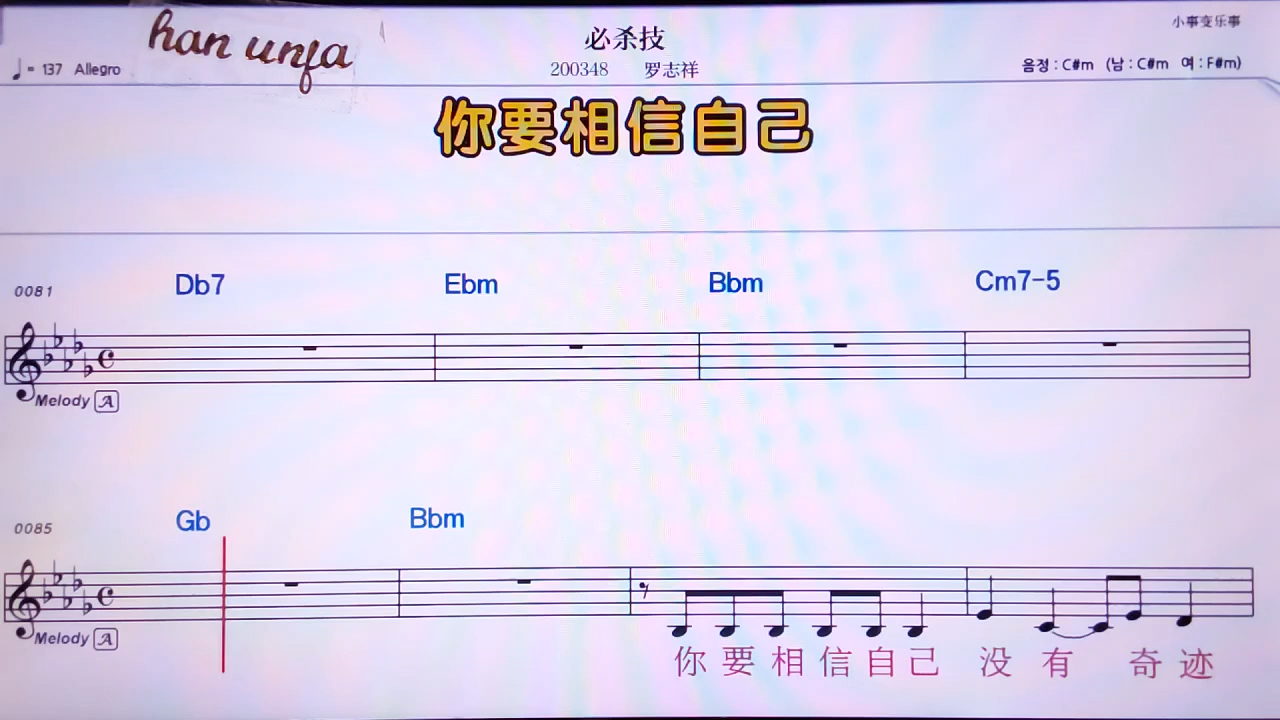 han unfa
必杀技
小事变乐事
♩= 137 Allegro
200348 罗志祥
음정 : C#m (남 : C#m 여 : F#m)
你要相信自己
0081 Db7 Ebm Bbm Cm7-5
Melody A
0085 Gb Bbm
Melody A
你 要 相 信 自 己 没 有 奇 迹